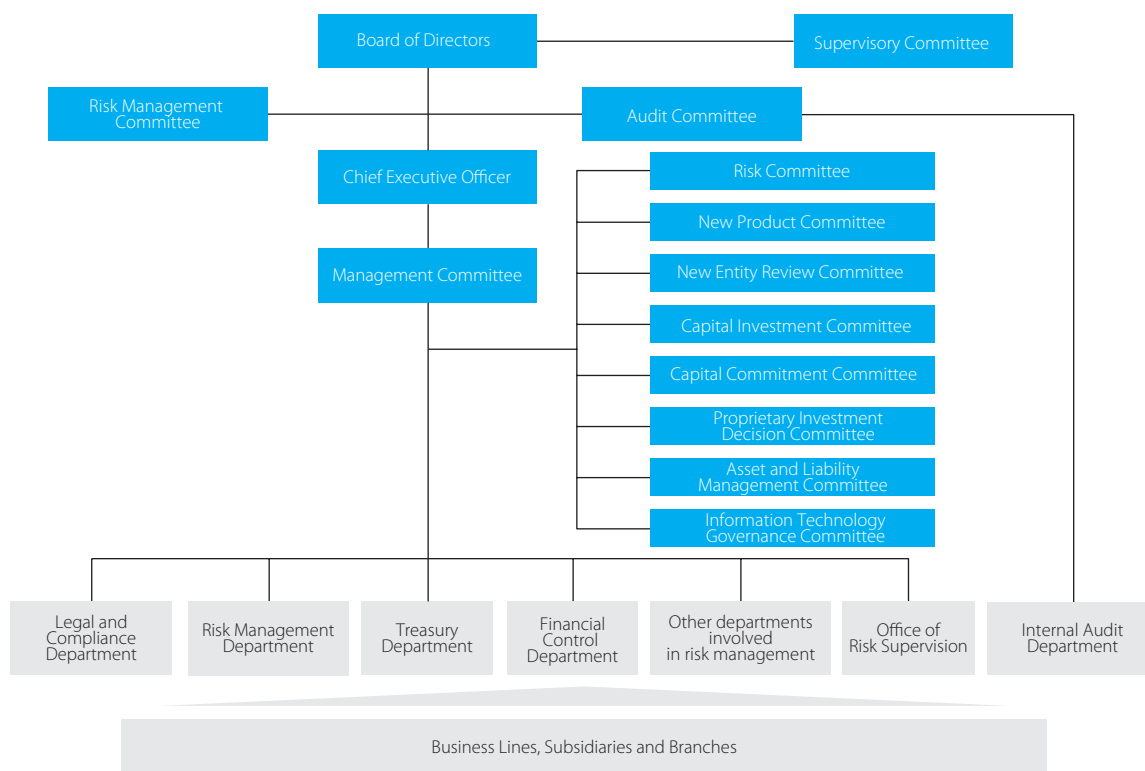 Board of Directors
Supervisory Committee
Risk Management
Committee
Audit Committee
Chief Executive Officer
Risk Committee
New Product Committee
Management Committee
New Entity Review Committee
Capital Investment Committee
Capital Commitment Committee
Proprietary Investment
Decision Committee
Asset and Liability
Management Committee
Information Technology
Governance Committee
Legal and
Compliance
Department
Risk Management
Department
Treasury
Department
Financial
Control
Department
Other departments
involved
in risk management
Office of
Risk Supervision
Internal Audit
Department
Business Lines, Subsidiaries and Branches